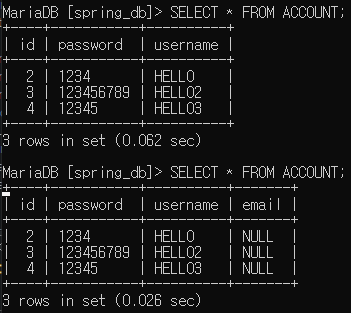 MariaDB [spring_db]> SELECT * FROM ACCOUNT;
+----+-----------+----------+
| id | password  | username |
+----+-----------+----------+
|  2 | 1234      | HELLO    |
|  3 | 123456789 | HELLO2   |
|  4 | 12345     | HELLO3   |
+----+-----------+----------+
3 rows in set (0.062 sec)
MariaDB [spring_db]> SELECT * FROM ACCOUNT;
+----+-----------+----------+-------+
| id | password  | username | email |
+----+-----------+----------+-------+
|  2 | 1234      | HELLO    | NULL  |
|  3 | 123456789 | HELLO2   | NULL  |
|  4 | 12345     | HELLO3   | NULL  |
+----+-----------+----------+-------+
3 rows in set (0.026 sec)